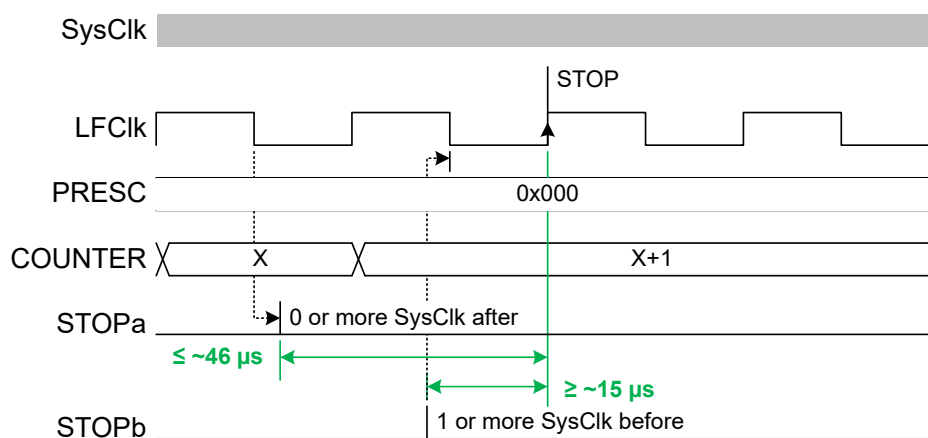 SysClk
STOP
LFClk
PRESC
0x000
COUNTER
X
X+1
STOPa
0 or more SysClk after
≤ ~46 µs
≥ ~15 µs
STOPb
1 or more SysClk before